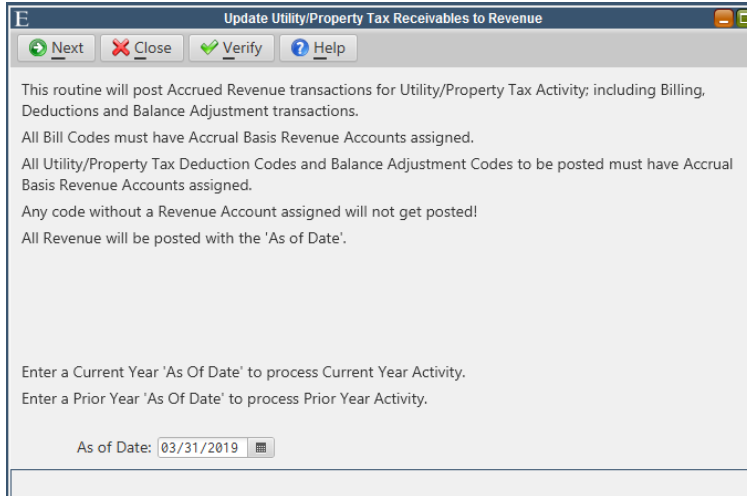 E Update Utility/Property Tax Receivables to Revenue
Next Close Verify Help
This routine will post Accrued Revenue transactions for Utility/Property Tax Activity; including Billing,
Deductions and Balance Adjustment transactions.
All Bill Codes must have Accrual Basis Revenue Accounts assigned.
All Utility/Property Tax Deduction Codes and Balance Adjustment Codes to be posted must have Accrual
Basis Revenue Accounts assigned.
Any code without a Revenue Account assigned will not get posted!
All Revenue will be posted with the 'As of Date'.
Enter a Current Year 'As Of Date' to process Current Year Activity.
Enter a Prior Year 'As Of Date' to process Prior Year Activity.
As of Date: 03/31/2019